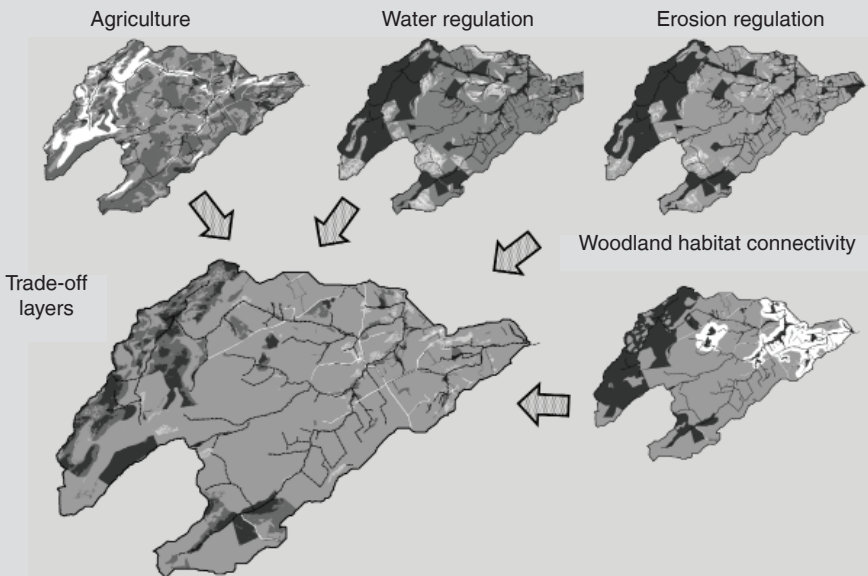 Agriculture
Water regulation
Erosion regulation
Woodland habitat connectivity
Trade-off
layers